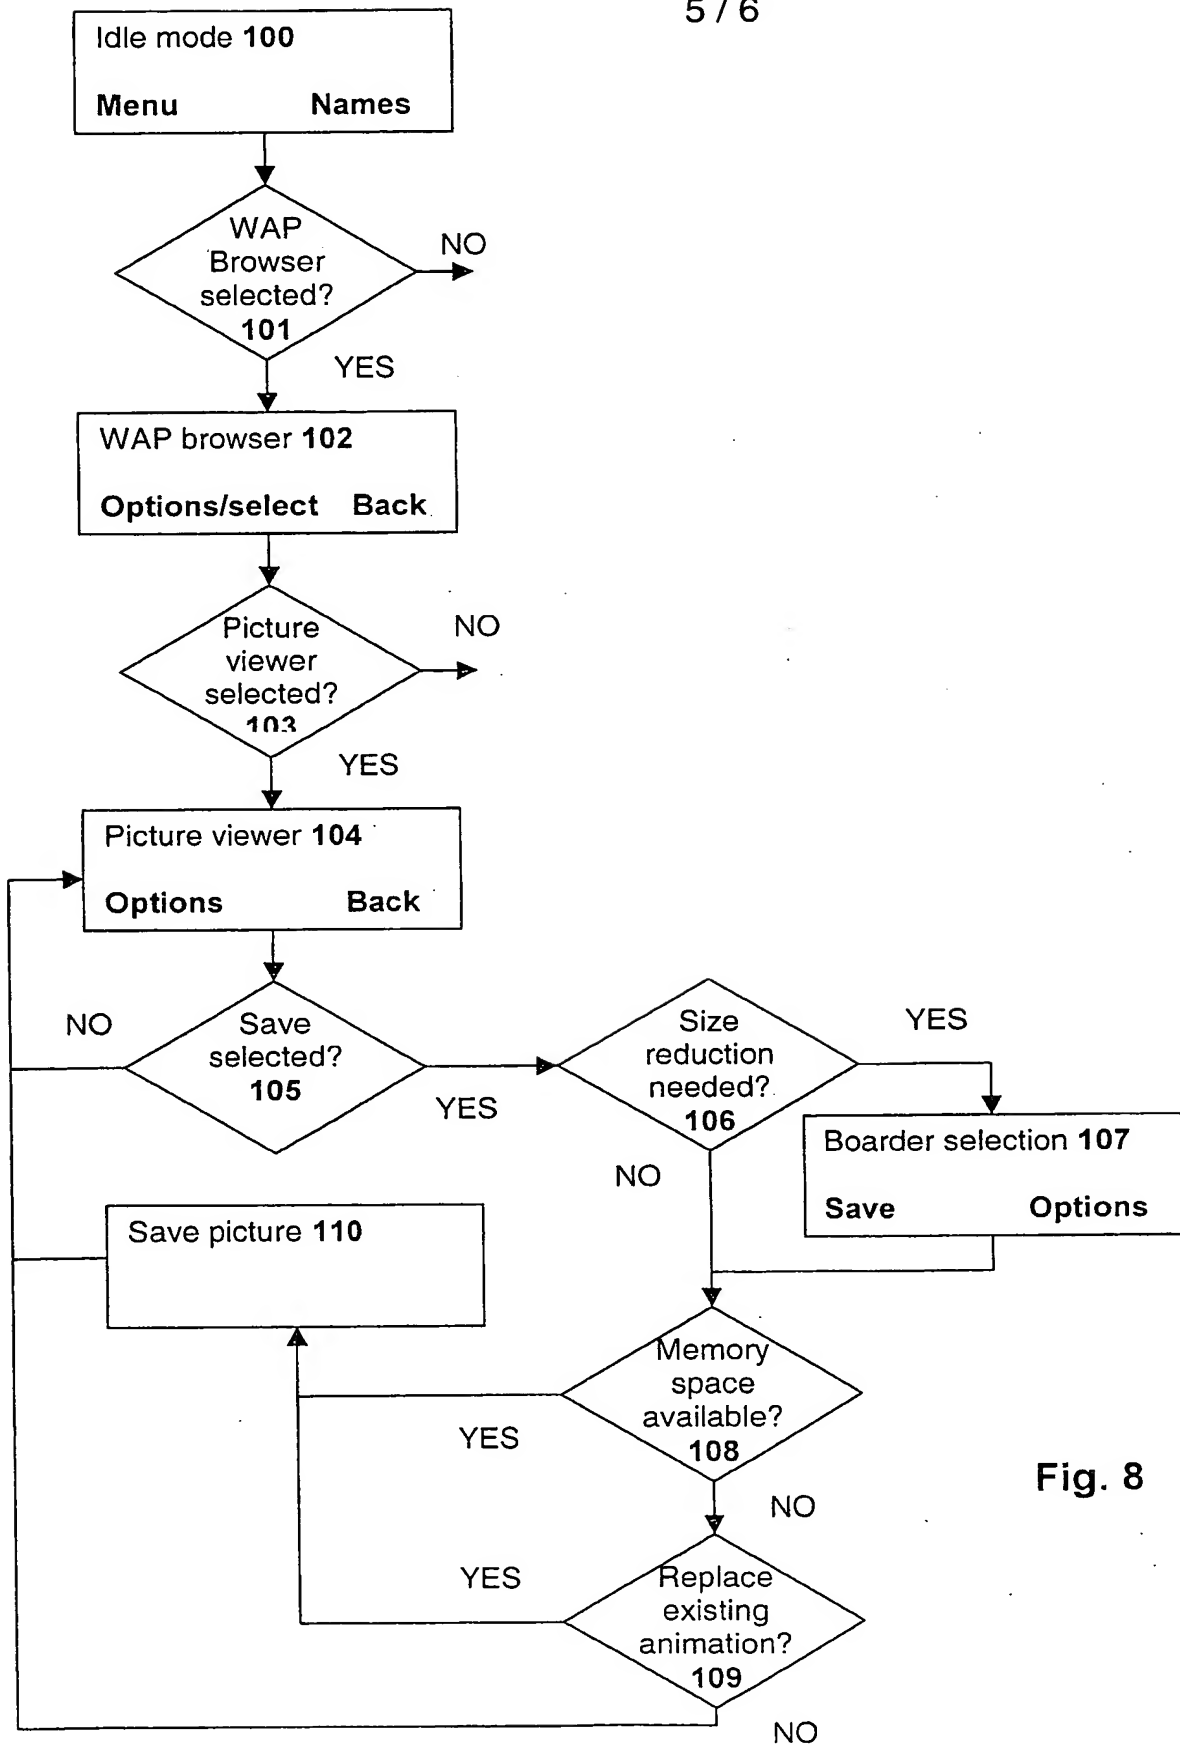 5 / 6
Idle mode 100
Menu Names
WAP
Browser
selected?
101
NO
YES
WAP browser 102
Options/select Back
Picture
viewer
selected?
103
NO
YES
Picture viewer 104
Options Back
Save
selected?
105
NO
YES
Size
reduction
needed?
106
YES
NO
Boarder selection 107
Save Options
Save picture 110
Memory
space
available?
108
YES
NO
Fig. 8
Replace
existing
animation?
109
YES
NO